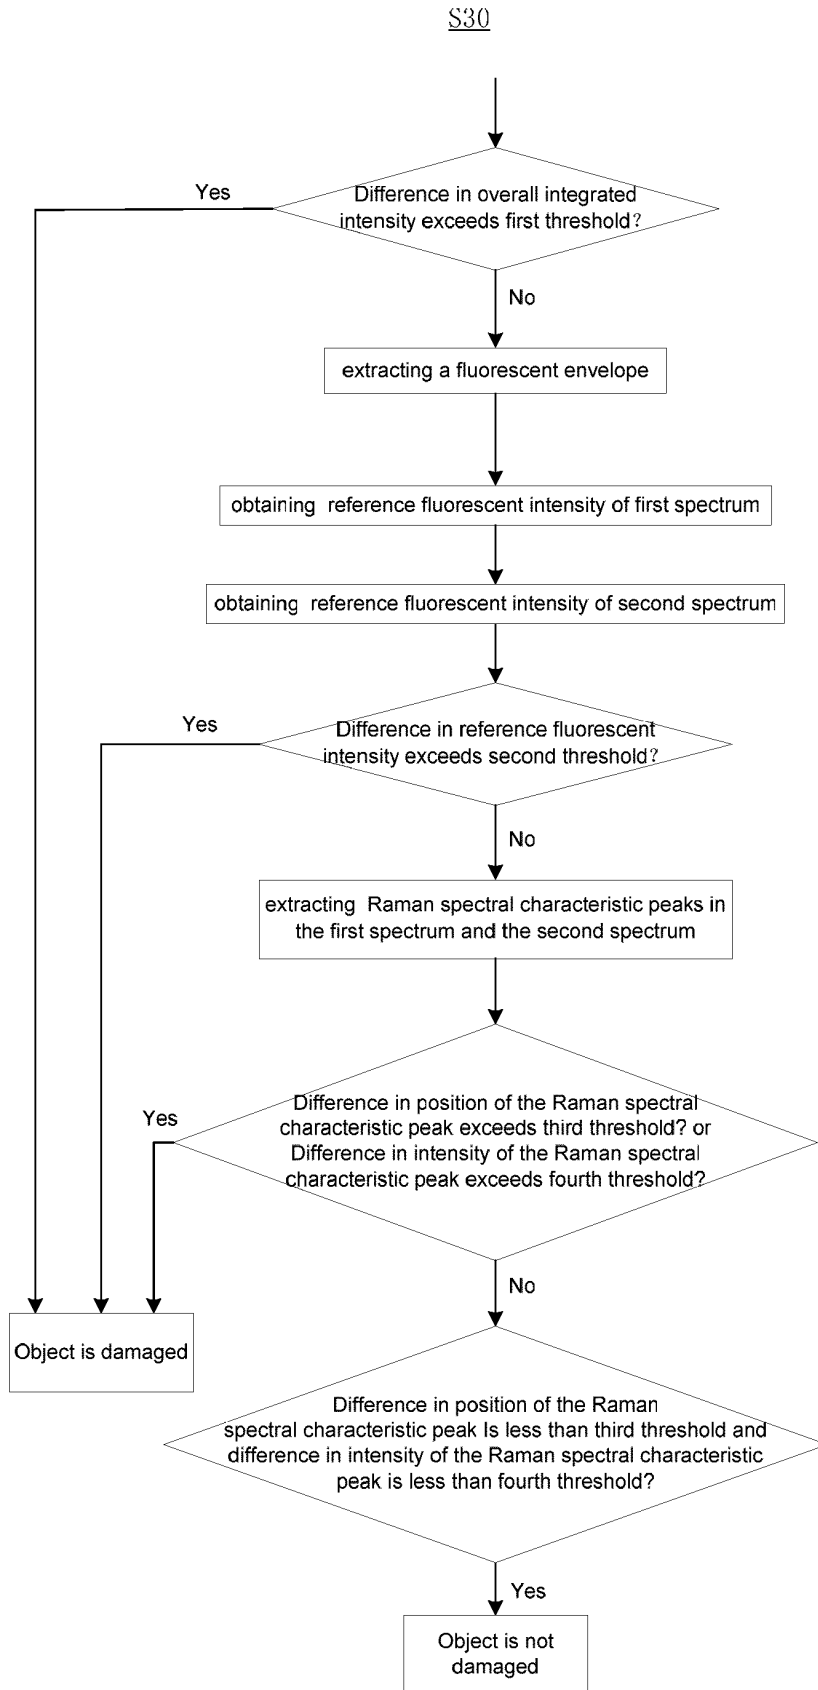 S30
Yes
Difference in overall integrated
intensity exceeds first threshold?
No
extracting a fluorescent envelope
obtaining reference fluorescent intensity of first spectrum
obtaining reference fluorescent intensity of second spectrum
Yes
Difference in reference fluorescent
intensity exceeds second threshold?
No
extracting Raman spectral characteristic peaks in
the first spectrum and the second spectrum
Yes
Difference in position of the Raman spectral
characteristic peak exceeds third threshold? or
Difference in intensity of the Raman spectral
characteristic peak exceeds fourth threshold?
No
Object is damaged
Difference in position of the Raman
spectral characteristic peak Is less than third threshold and
difference in intensity of the Raman spectral characteristic
peak is less than fourth threshold?
Yes
Object is not
damaged